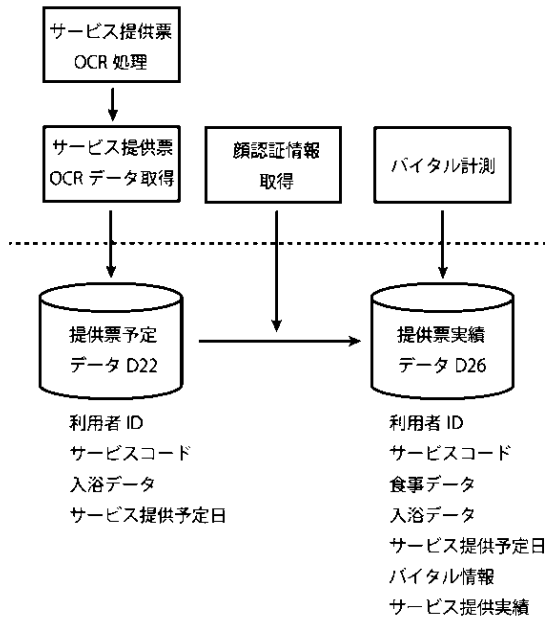 サービス提供票
OCR 処理
サービス提供票
OCR データ取得
顔認証情報
取得
バイタル計測
提供票予定
データ D22
提供票実績
データ D26
利用者 ID
サービスコード
入浴データ
サービス提供予定日
利用者 ID
サービスコード
食事データ
入浴データ
サービス提供予定日
バイタル情報
サービス提供実績